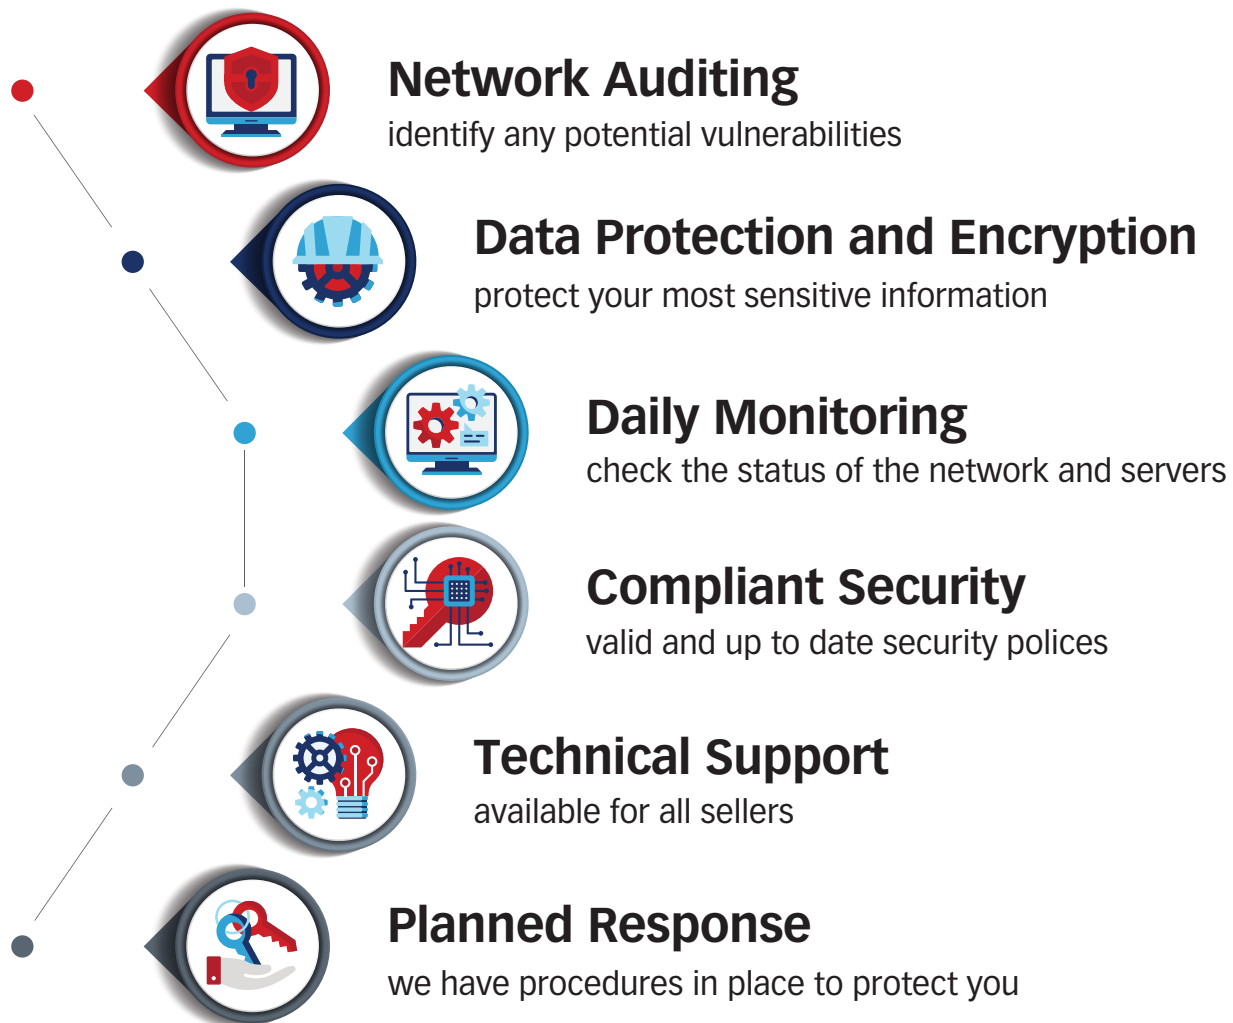 Network Auditing
identify any potential vulnerabilities
Data Protection and Encryption
protect your most sensitive information
Daily Monitoring
check the status of the network and servers
Compliant Security
valid and up to date security polices
Technical Support
available for all sellers
Planned Response
we have procedures in place to protect you